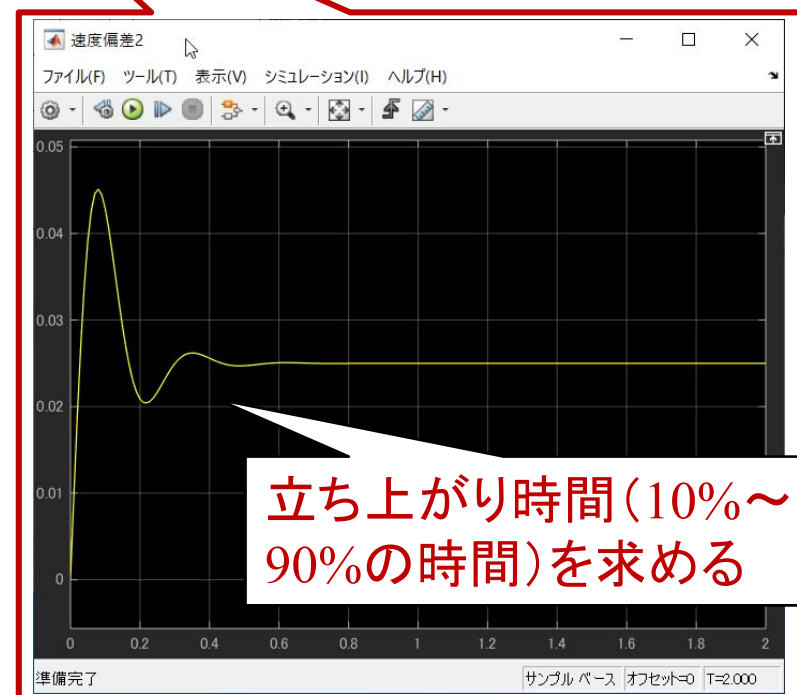 速度偏差2
ファイル(F) ツール(T) 表示(V) シミュレーション(I) ヘルプ(H)
0.05
0.04
0.03
0.02
0.01
0
0 0.2 0.4 0.6 0.8 1 1.2 1.4 1.6 1.8 2
立ち上がり時間(10%～
90%の時間)を求める
準備完了 サンプル ベース オフセット=0 T=2.000